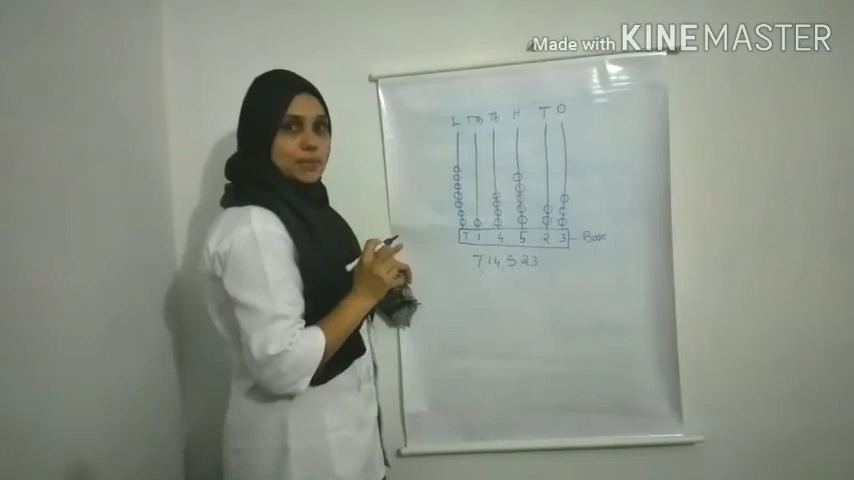 Made with KINEMASTER
L TTh Th H T O
7 1 4 5 2 3 Base
7,14,523